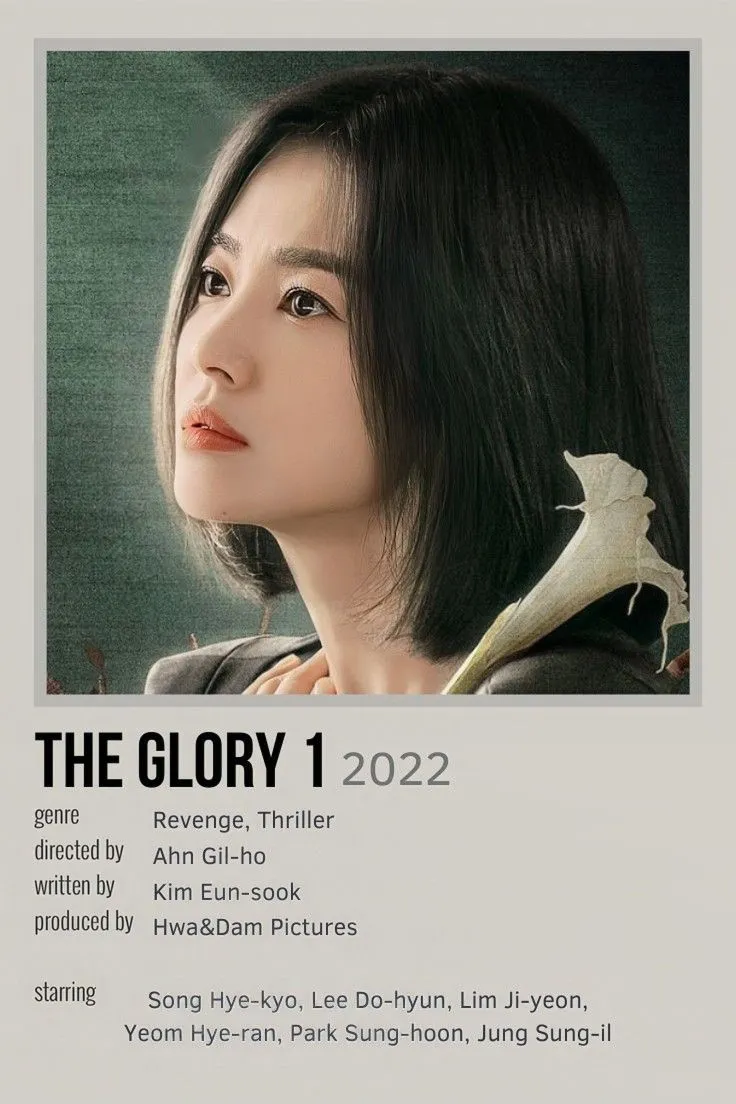 THE GLORY 1 2022
genre Revenge, Thriller
directed by Ahn Gil-ho
written by Kim Eun-sook
produced by Hwa&Dam Pictures
starring Song Hye-kyo, Lee Do-hyun, Lim Ji-yeon,
Yeom Hye-ran, Park Sung-hoon, Jung Sung-il